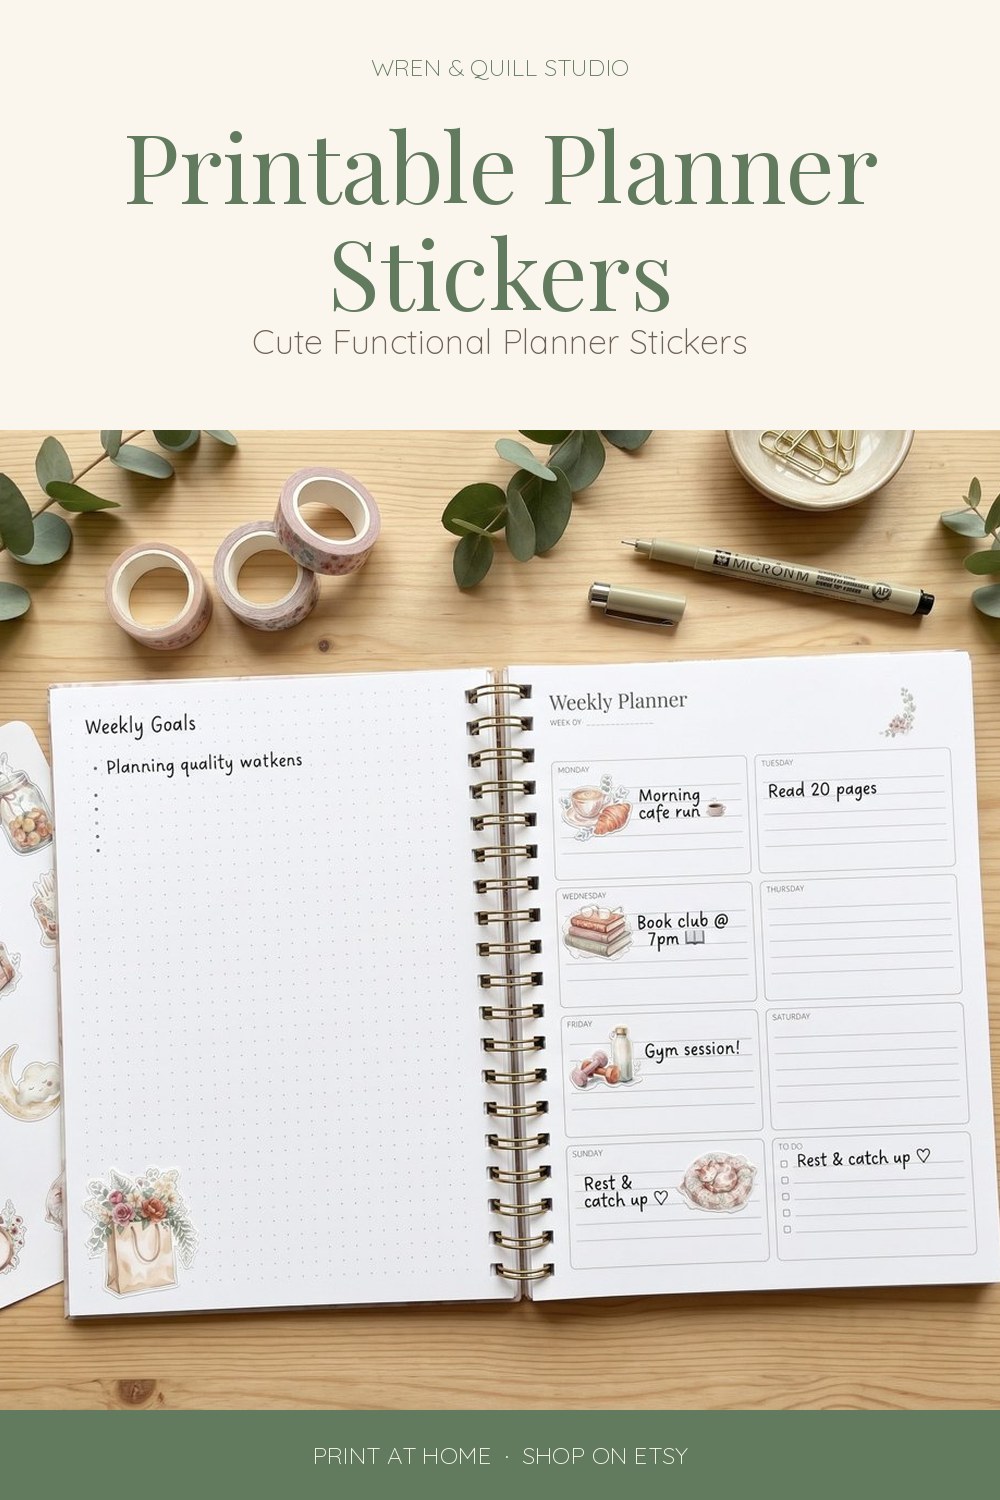 WREN & QUILL STUDIO
Printable Planner
Stickers
Cute Functional Planner Stickers
MICRON
Weekly Goals
• Planning quality watkens
Weekly Planner
WEEK OY
MONDAY
Morning
cafe run ☕
TUESDAY
Read 20 pages
WEDNESDAY
Book club @
7pm 📖
THURSDAY
FRIDAY
Gym session!
SATURDAY
SUNDAY
Rest &
catch up ♡
TO DO
Rest & catch up ♡
PRINT AT HOME · SHOP ON ETSY